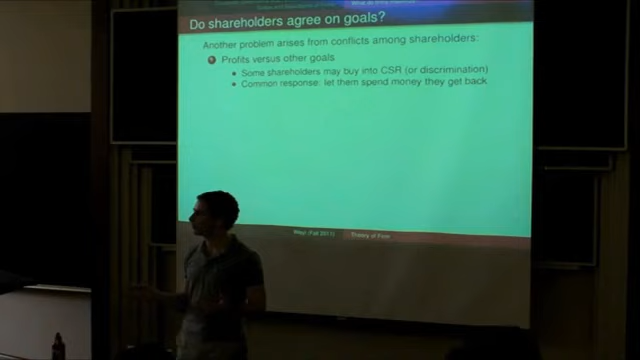 Do shareholders agree on goals?
Another problem arises from conflicts among shareholders:
1 Profits versus other goals
Some shareholders may buy into CSR (or discrimination)
Common response: let them spend money they get back
Weyl (Fall 2011) Theory of Firm